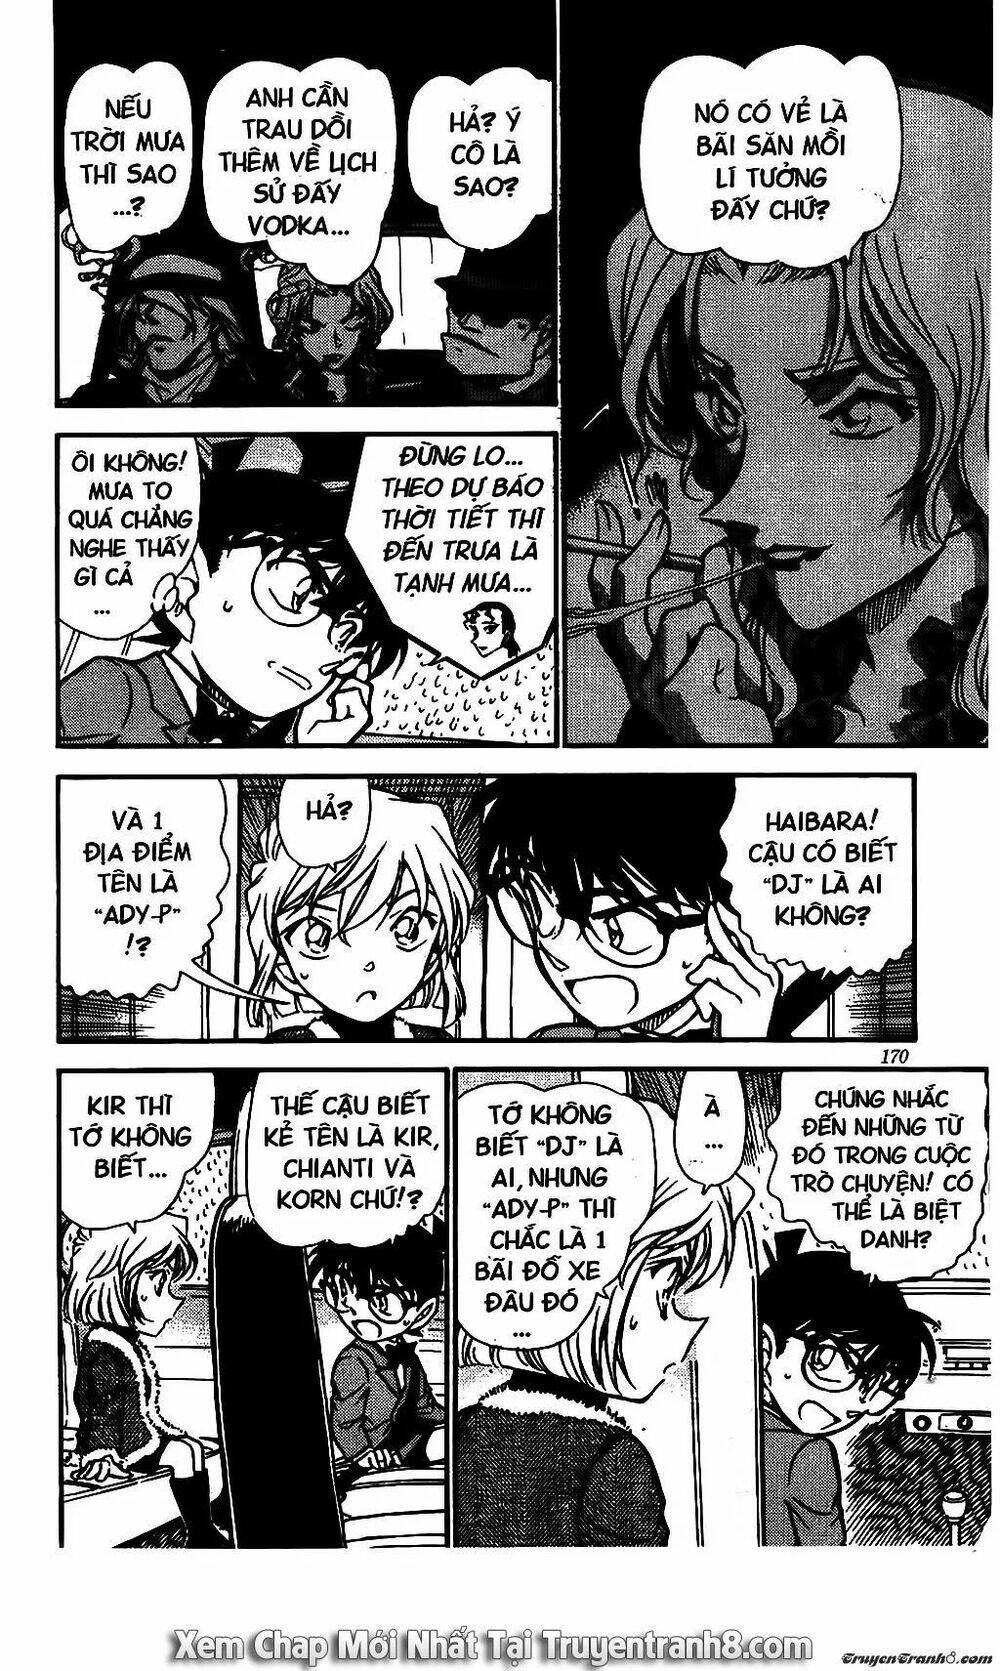 NÓ CÓ VẺ LÀ
BÃI SĂN MỒI
LÍ TƯỞNG
ĐẤY CHỨ?
HẢ? Ý
CÔ LÀ
SAO?
ANH CẦN
TRAU DỒI
THÊM VỀ LỊCH
SỬ ĐẤY
VODKA...
NẾU
TRỜI MƯA
THÌ SAO
...?
ĐỪNG LO...
THEO DỰ BÁO
THỜI TIẾT THÌ
ĐẾN TRƯA LÀ
TẠNH MƯA...
ÔI KHÔNG!
MƯA TO
QUÁ CHẲNG
NGHE THẤY
GÌ CẢ
...
HAIBARA!
CẬU CÓ BIẾT
"DJ" LÀ AI
KHÔNG?
HẢ?
VÀ 1
ĐỊA ĐIỂM
TÊN LÀ
"ADY-P"
!?
170
CHÚNG NHẮC
ĐẾN NHỮNG TỪ
ĐÓ TRONG CUỘC
TRÒ CHUYỆN! CÓ
THỂ LÀ BIỆT
DANH?
À
...
TỚ KHÔNG
BIẾT "DJ" LÀ
AI, NHƯNG
"ADY-P" THÌ
CHẮC LÀ 1
BÃI ĐỖ XE
ĐÂU ĐÓ
...
THẾ CẬU BIẾT
KẺ TÊN LÀ KIR,
CHIANTI VÀ
KORN CHỨ!?
KIR THÌ
TỚ KHÔNG
BIẾT...
Xem Chap Mới Nhất Tại Truyentranh8.com
TruyenTranh8.com